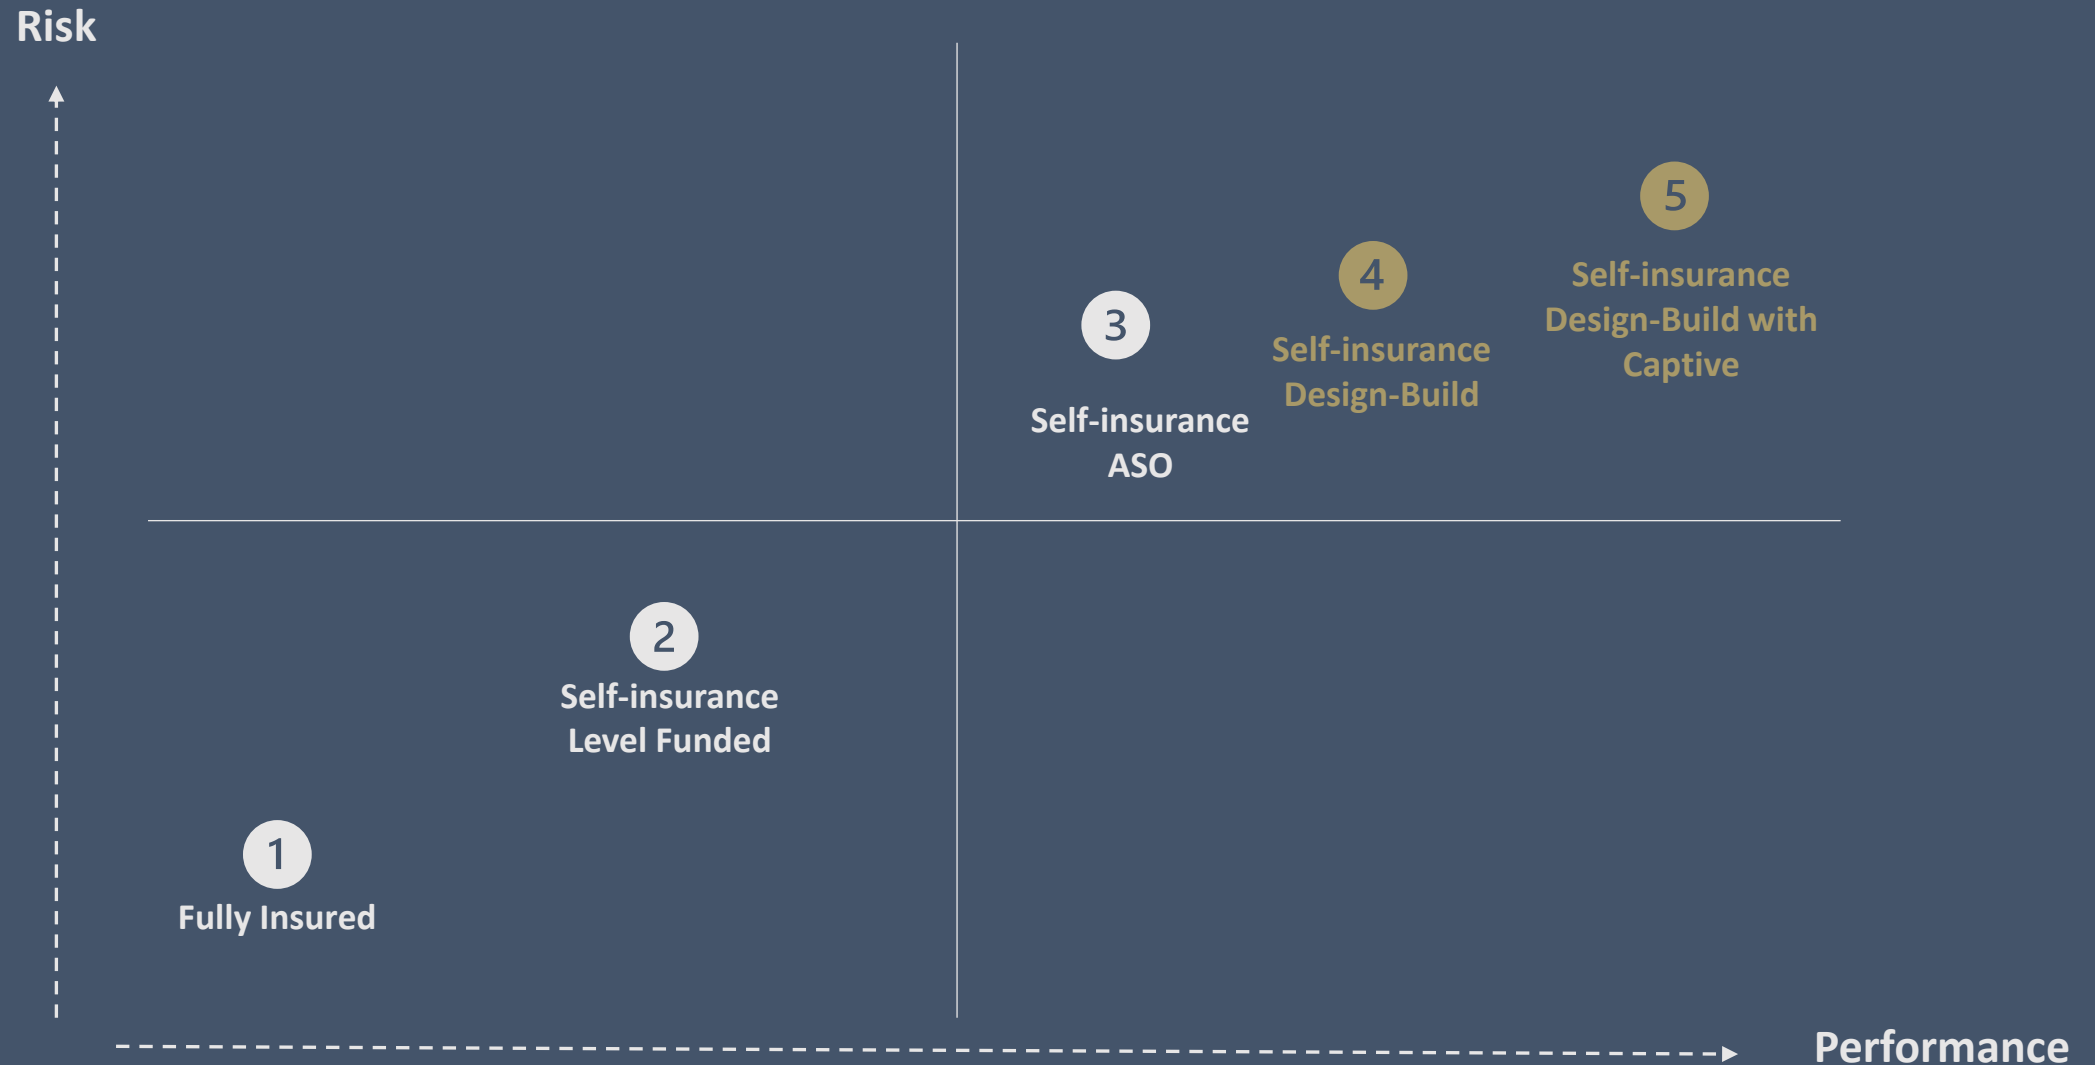 Risk
5
Self-insurance
Design-Build with
Captive
4
Self-insurance
Design-Build
3
Self-insurance
ASO
2
Self-insurance
Level Funded
1
Fully Insured
Performance